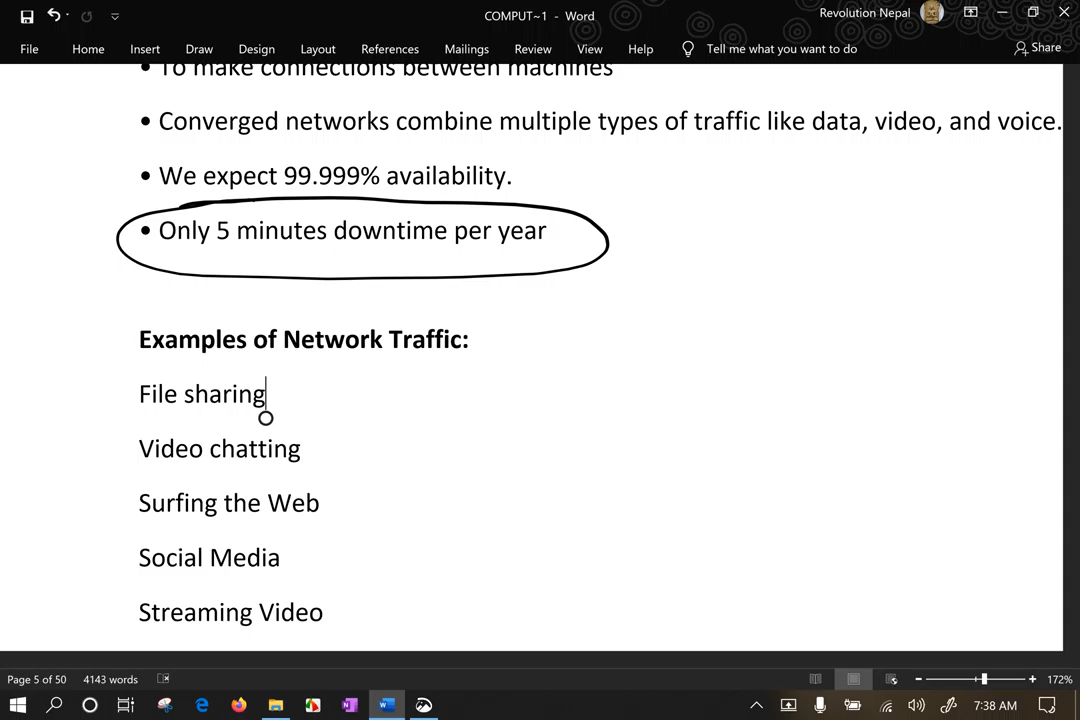 COMPUT~1 - Word
Revolution Nepal
File Home Insert Draw Design Layout References Mailings Review View Help Tell me what you want to do Share
• To make connections between machines
• Converged networks combine multiple types of traffic like data, video, and voice.
• We expect 99.999% availability.
• Only 5 minutes downtime per year
Examples of Network Traffic:
File sharing
Video chatting
Surfing the Web
Social Media
Streaming Video
Page 5 of 50 4143 words 172%
7:38 AM